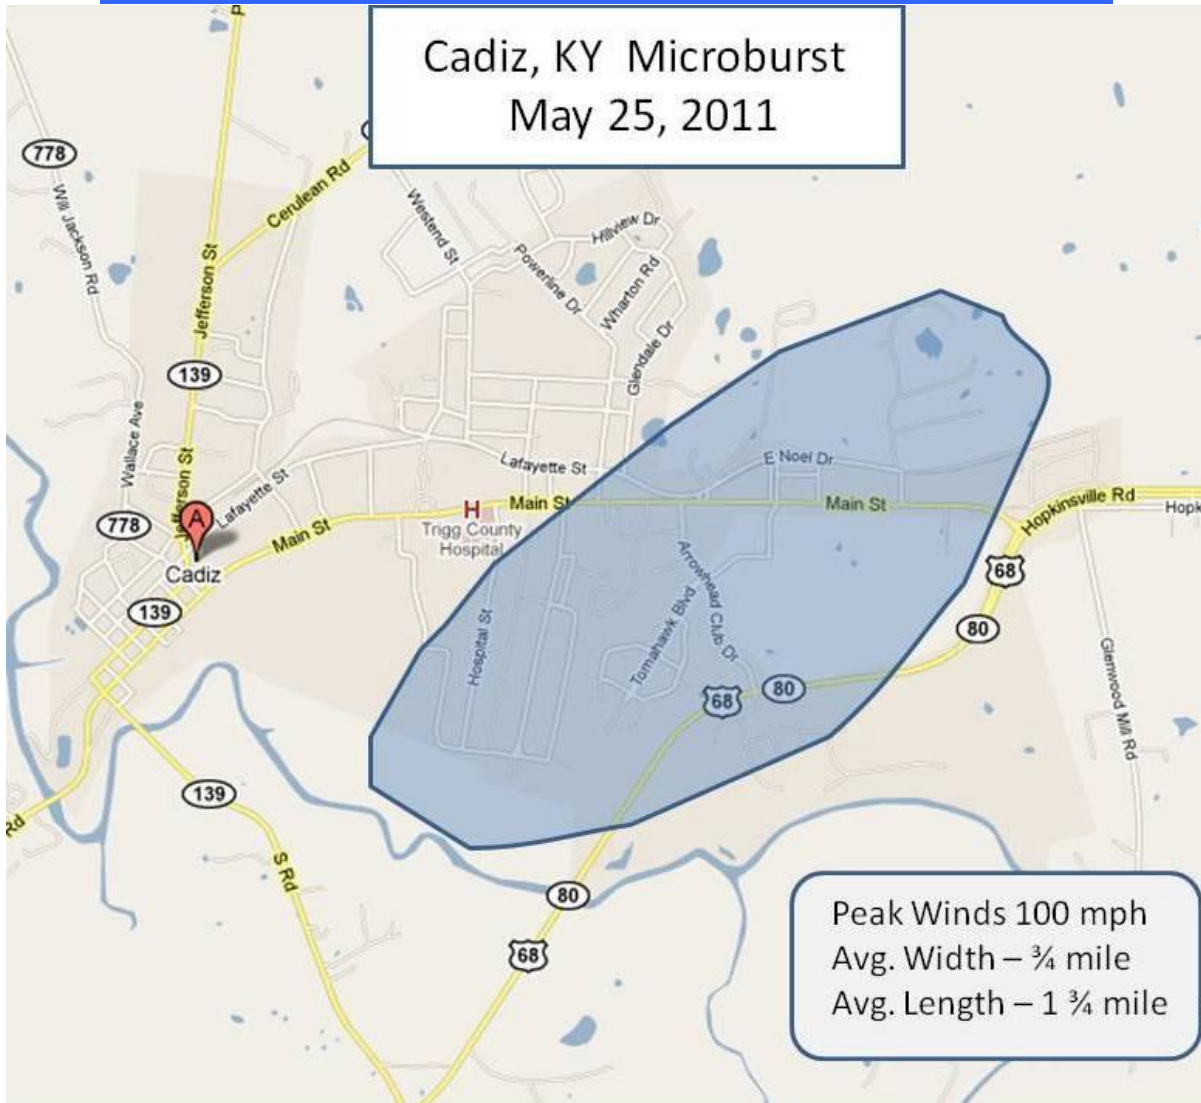 Cadiz, KY Microburst
May 25, 2011
778
Will Jackson Rd
Cerulean Rd
Westend St
Hillview Dr
Powerline Dr
Wharton Rd
Glendale Dr
Jefferson St
139
Wallace Ave
Jefferson St
Lafayette St
Lafayette St
E Noel Dr
778
A
Cadiz
Main St
H
Main St
Main St
Hopkinsville Rd
Hopk
Trigg County
Hospital
68
80
139
Hospital St
Arrowhead Club Dr
Tomahawk Blvd
68
80
Glenwood Mill Rd
139
Rd
S Rd
80
68
Peak Winds 100 mph
Avg. Width – ¾ mile
Avg. Length – 1 ¾ mile